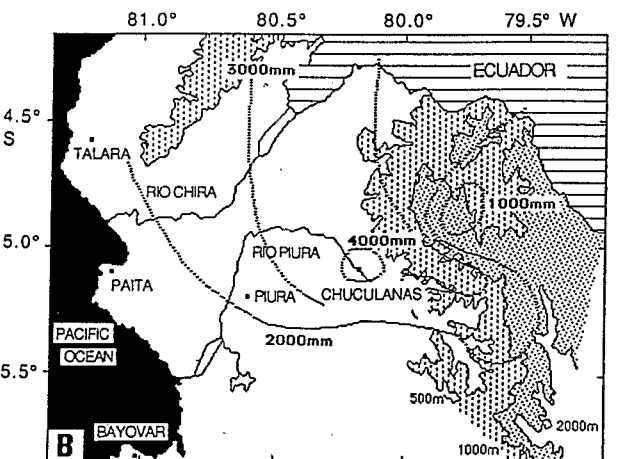 81.0° 80.5° 80.0° 79.5° W
3000mm
ECUADOR
4.5°
S
TALARA
RIO CHIRA
1000mm
5.0°
4000mm
RIO PIURA
PAITA
PIURA
CHUCULANAS
PACIFIC
OCEAN
2000mm
5.5°
500m
2000m
BAYOVAR
1000m
B